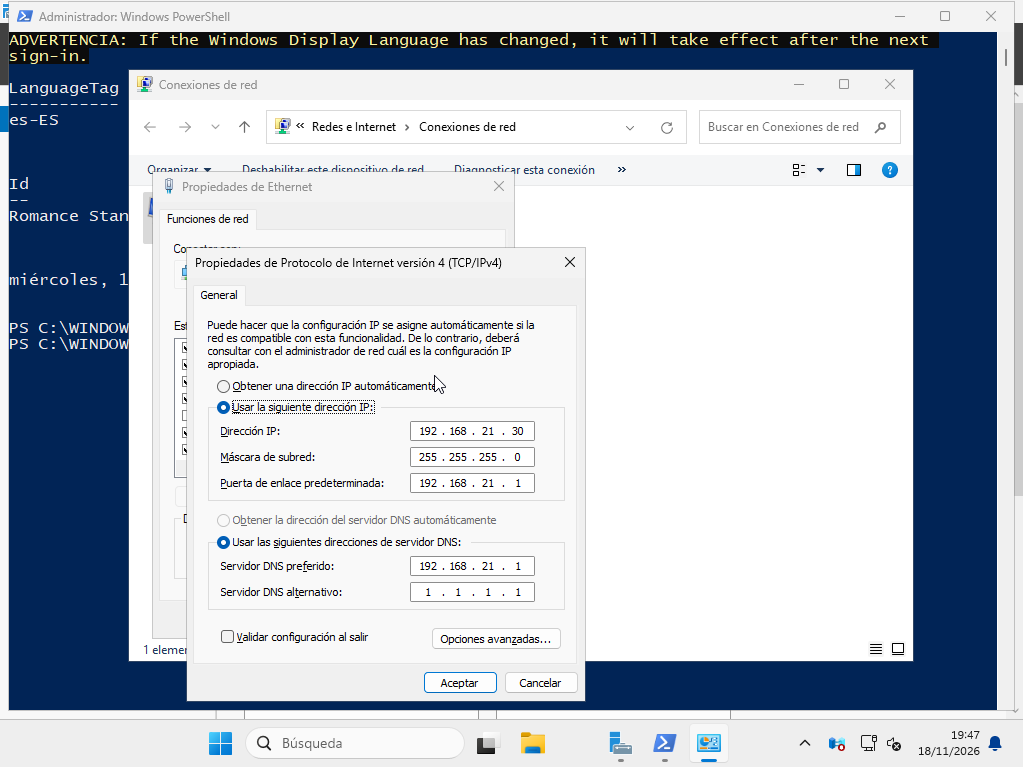 Administrador: Windows PowerShell
ADVERTENCIA: If the Windows Display Language has changed, it will take effect after the next
sign-in.
LanguageTag
-----------
es-ES
Id
--
Romance Stan
miércoles, 1
PS C:\WINDOW
PS C:\WINDOW
Conexiones de red
« Redes e Internet › Conexiones de red
Buscar en Conexiones de red
Organizar Deshabilitar este dispositivo de red Diagnosticar esta conexión »
Propiedades de Ethernet
Funciones de red
Conectar con:
Propiedades de Protocolo de Internet versión 4 (TCP/IPv4)
General
Puede hacer que la configuración IP se asigne automáticamente si la
red es compatible con esta funcionalidad. De lo contrario, deberá
consultar con el administrador de red cuál es la configuración IP
apropiada.
Obtener una dirección IP automáticamente
Usar la siguiente dirección IP:
Dirección IP: 192 . 168 . 21 . 30
Máscara de subred: 255 . 255 . 255 . 0
Puerta de enlace predeterminada: 192 . 168 . 21 . 1
Obtener la dirección del servidor DNS automáticamente
Usar las siguientes direcciones de servidor DNS:
Servidor DNS preferido: 192 . 168 . 21 . 1
Servidor DNS alternativo: 1 . 1 . 1 . 1
Validar configuración al salir
Opciones avanzadas...
1 eleme
Aceptar Cancelar
Búsqueda
19:47
18/11/2026